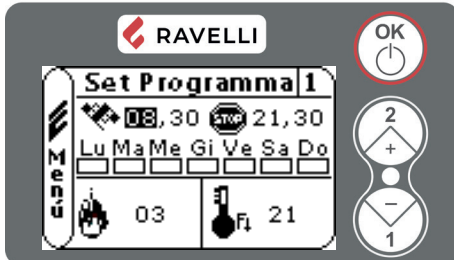 RAVELLI
OK
Set Programma 1
08,30 STOP 21,30
Lu Ma Me Gi Ve Sa Do
Menú
03 21
2
+
-
1